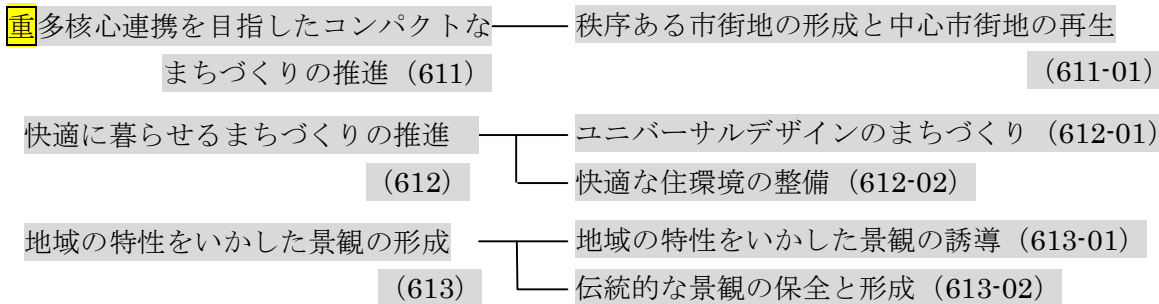 重多核心連携を目指したコンパクトな 秩序ある市街地の形成と中心市街地の再生
まちづくりの推進（611） （611-01）
快適に暮らせるまちづくりの推進 ユニバーサルデザインのまちづくり（612-01）
（612） 快適な住環境の整備（612-02）
地域の特性をいかした景観の形成 地域の特性をいかした景観の誘導（613-01）
（613） 伝統的な景観の保全と形成（613-02）